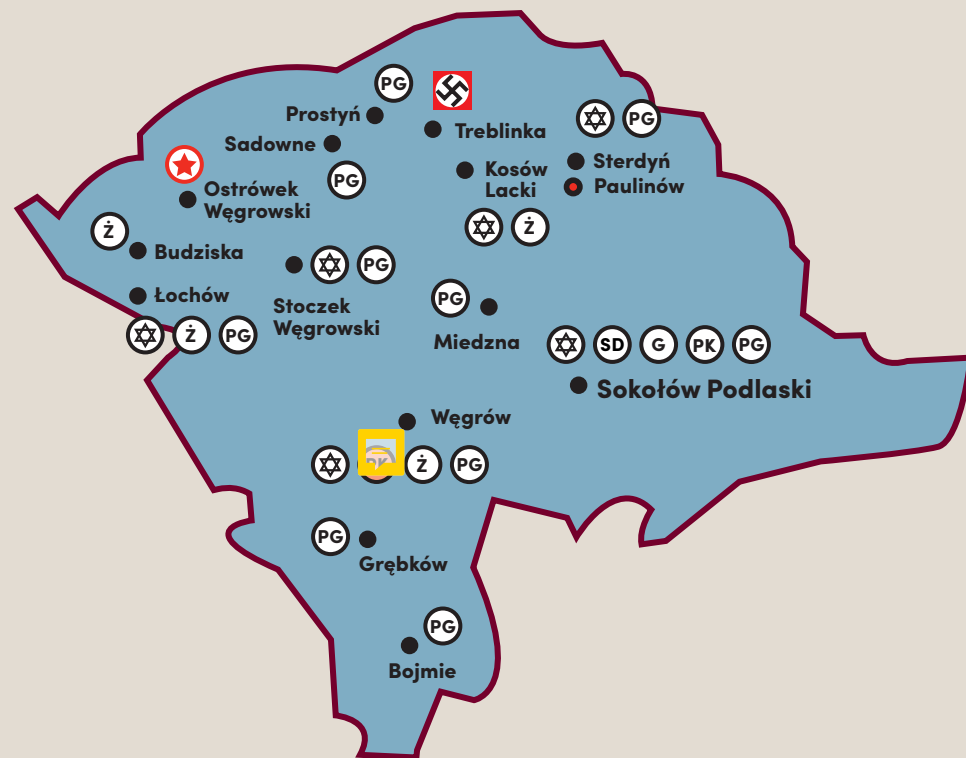 PG
Prostyń
Treblinka
PG
Sadowne
Sterdyń
Kosów
Lacki
Paulinów
PG
Ostrówek
Węgrowski
Ż
Ż
Budziska
PG
Stoczek
Węgrowski
Łochów
PG
Miedzna
Ż
PG
SD
G
PK
PG
Sokołów Podlaski
Węgrów
PK
Ż
PG
PG
Grębków
PG
Bojmie